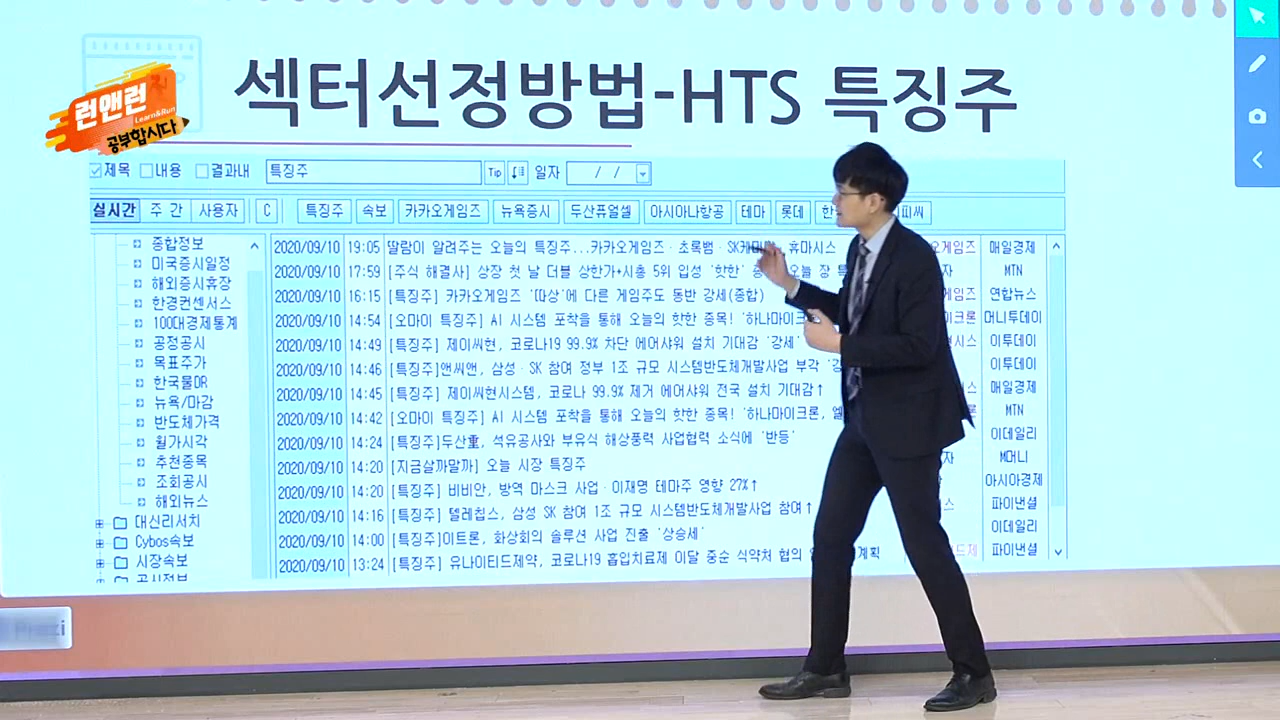 섹터선정방법-HTS 특징주
런앤런
Learn&Run
공부합시다
제목 내용 결과내 특징주 Tip 일자 / /
실시간 주 간 사용자 C 특징주 속보 카카오게임즈 뉴욕증시 두산퓨얼셀 아시아나항공 테마 롯데
종합정보
미국증시일정
해외증시휴장
한경컨센서스
100대경제통계
공정공시
목표주가
한국물DR
뉴욕/마감
반도체가격
월가시각
추천종목
조회공시
해외뉴스
대신리서치
Cybos속보
시장속보
공시정보
2020/09/10 19:05 딸람이 알려주는 오늘의 특징주...카카오게임즈·초록뱀·SK케미칼, 휴마시스 매일경제
2020/09/10 17:59 [주식 해결사] 상장 첫 날 더블 상한가+시총 5위 입성 '핫한' 오늘 장 MTN
2020/09/10 16:15 [특징주] 카카오게임즈 '따상'에 다른 게임주도 동반 강세(종합) 연합뉴스
2020/09/10 14:54 [오마이 특징주] AI 시스템 포착을 통해 오늘의 핫한 종목! '하나마이크론 머니투데이
2020/09/10 14:49 [특징주] 제이씨현, 코로나19 99.9% 차단 에어샤워 설치 기대감 '강세' 이투데이
2020/09/10 14:46 [특징주]앤씨앤, 삼성·SK 참여 정부 1조 규모 시스템반도체개발사업 부각 이투데이
2020/09/10 14:45 [특징주] 제이씨현시스템, 코로나 99.9% 제거 에어샤워 전국 설치 기대감↑ 매일경제
2020/09/10 14:42 [오마이 특징주] AI 시스템 포착을 통해 오늘의 핫한 종목! '하나마이크론, MTN
2020/09/10 14:24 [특징주]두산重, 석유공사와 부유식 해상풍력 사업협력 소식에 '반등' 이데일리
2020/09/10 14:20 [지금살까말까] 오늘 시장 특징주 M머니
2020/09/10 14:20 [특징주] 비비안, 방역 마스크 사업·이재명 테마주 영향 27%↑ 아시아경제
2020/09/10 14:16 [특징주] 텔레칩스, 삼성 SK 참여 1조 규모 시스템반도체개발사업 참여↑ 파이낸셜
2020/09/10 14:00 [특징주]이트론, 화상회의 솔루션 사업 진출 '상승세' 이데일리
2020/09/10 13:24 [특징주] 유나이티드제약, 코로나19 흡입치료제 이달 중순 식약처 협의 계획 파이낸셜